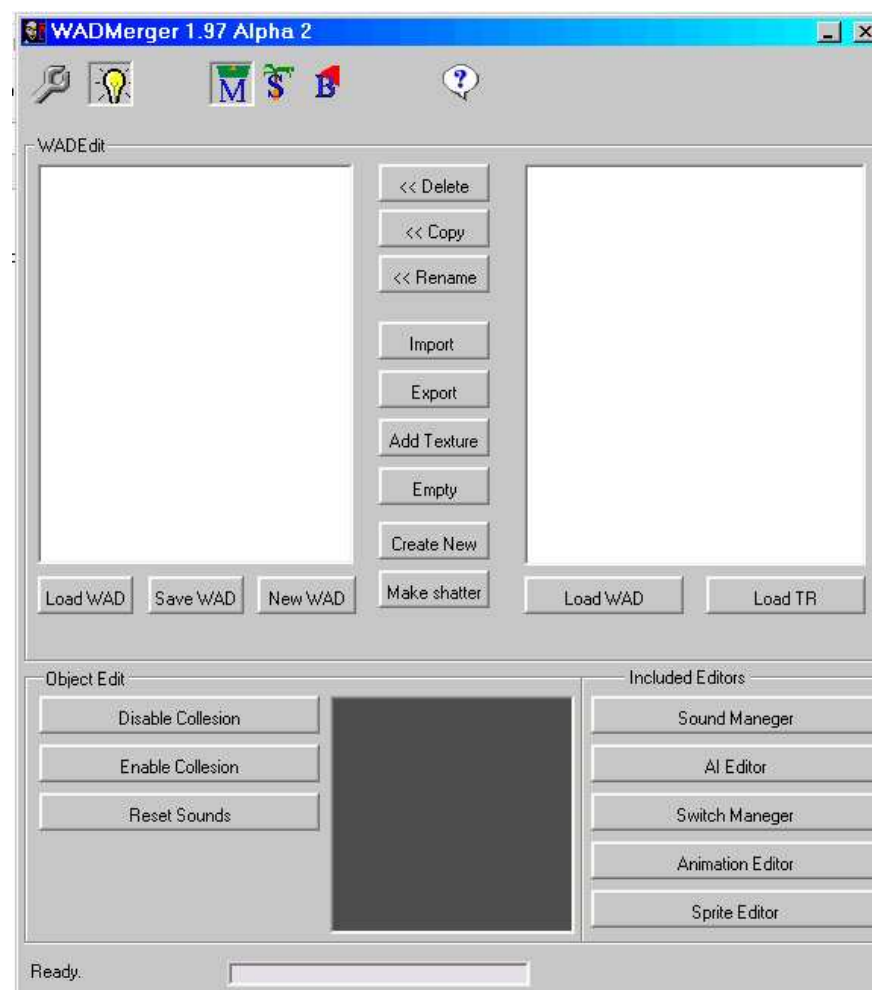 WADMerger 1.97 Alpha 2
M S B ?
WADEdit
<< Delete
<< Copy
<< Rename
Import
Export
Add Texture
Empty
Create New
Make shatter
Load WAD Save WAD New WAD Load WAD Load TR
Object Edit Included Editors
Disable Collesion Sound Maneger
Enable Collesion AI Editor
Reset Sounds Switch Maneger
Animation Editor
Sprite Editor
Ready.